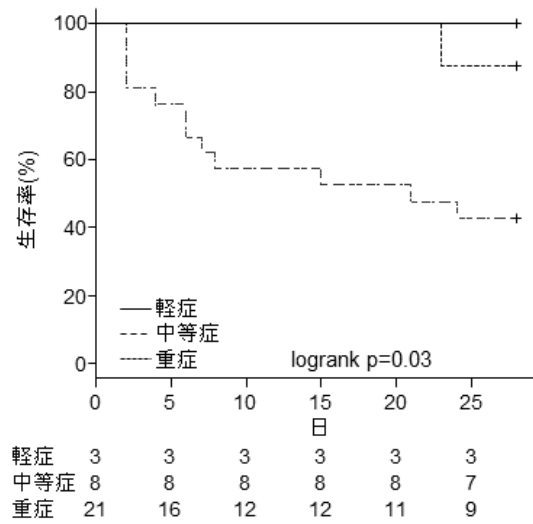 100
80
60
40
20
0
生存率(%)
軽症
中等症
重症
logrank p=0.03
0 5 10 15 20 25
日
軽症 3 3 3 3 3 3
中等症 8 8 8 8 8 7
重症 21 16 12 12 11 9